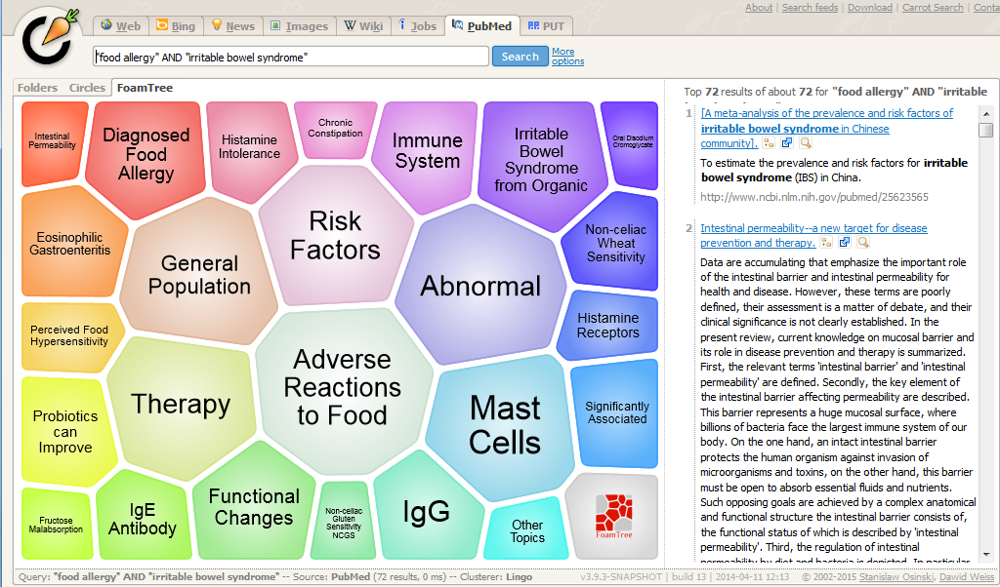 About | Search feeds | Download | Carrot Search | Conta
Web
Bing
News
Images
Wiki
Jobs
PubMed
PUT
"food allergy" AND "irritable bowel syndrome"
Search
More
options
Folders Circles FoamTree
Intestinal
Permeability
Diagnosed
Food
Allergy
Histamine
Intolerance
Chronic
Constipation
Immune
System
Irritable
Bowel
Syndrome
from Organic
Oral Disodium
Cromoglycate
Eosinophilic
Gastroenteritis
General
Population
Risk
Factors
Abnormal
Non-celiac
Wheat
Sensitivity
Perceived Food
Hypersensitivity
Histamine
Receptors
Therapy
Adverse
Reactions
to Food
Mast
Cells
Significantly
Associated
Probiotics
can
Improve
Fructose
Malabsorption
IgE
Antibody
Functional
Changes
Non-celiac
Gluten
Sensitivity
NCGS
IgG
Other
Topics
FoamTree
Top 72 results of about 72 for "food allergy" AND "irritable
1
[A meta-analysis of the prevalence and risk factors of
irritable bowel syndrome in Chinese
community].
To estimate the prevalence and risk factors for irritable
bowel syndrome (IBS) in China.
http://www.ncbi.nlm.nih.gov/pubmed/25623565
2
Intestinal permeability--a new target for disease
prevention and therapy.
Data are accumulating that emphasize the important role
of the intestinal barrier and intestinal permeability for
health and disease. However, these terms are poorly
defined, their assessment is a matter of debate, and their
clinical significance is not clearly established. In the
present review, current knowledge on mucosal barrier and
its role in disease prevention and therapy is summarized.
First, the relevant terms 'intestinal barrier' and 'intestinal
permeability' are defined. Secondly, the key element of
the intestinal barrier affecting permeability are described.
This barrier represents a huge mucosal surface, where
billions of bacteria face the largest immune system of our
body. On the one hand, an intact intestinal barrier
protects the human organism against invasion of
microorganisms and toxins, on the other hand, this barrier
must be open to absorb essential fluids and nutrients.
Such opposing goals are achieved by a complex anatomical
and functional structure the intestinal barrier consists of,
the functional status of which is described by 'intestinal
permeability'. Third, the regulation of intestinal
permeability by diet and bacteria is depicted. In particular,
Query: "food allergy" AND "irritable bowel syndrome" -- Source: PubMed (72 results, 0 ms) -- Clusterer: Lingo
v3.9.3-SNAPSHOT | build 13 | 2014-04-11 12:13 © 2002-2015 Stanislaw Osinski, Dawid Weiss